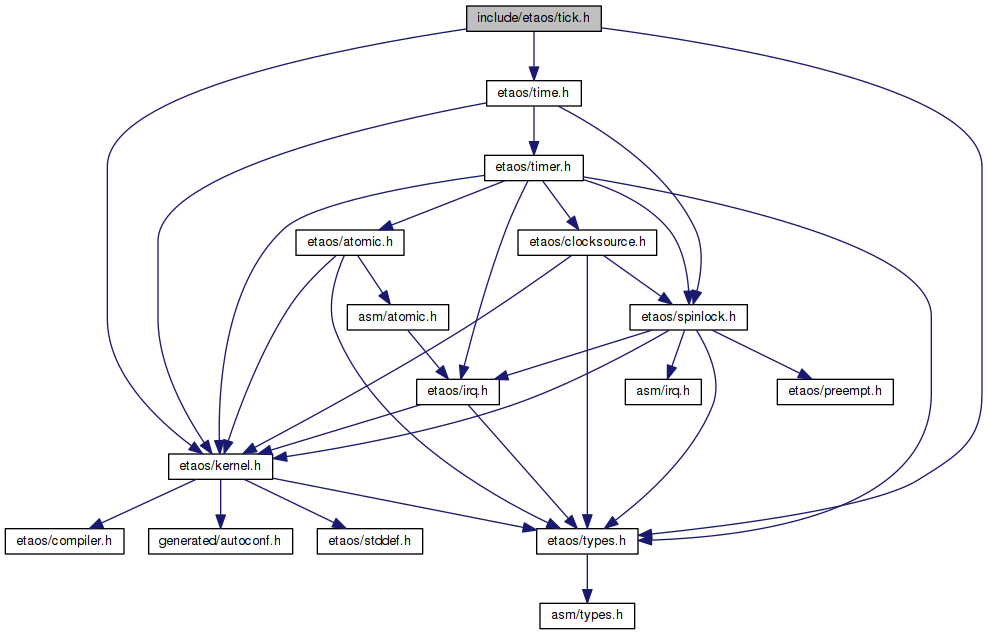 include/etaos/tick.h
etaos/time.h
etaos/timer.h
etaos/atomic.h
etaos/clocksource.h
asm/atomic.h
etaos/spinlock.h
etaos/irq.h
asm/irq.h
etaos/preempt.h
etaos/kernel.h
etaos/compiler.h
generated/autoconf.h
etaos/stddef.h
etaos/types.h
asm/types.h